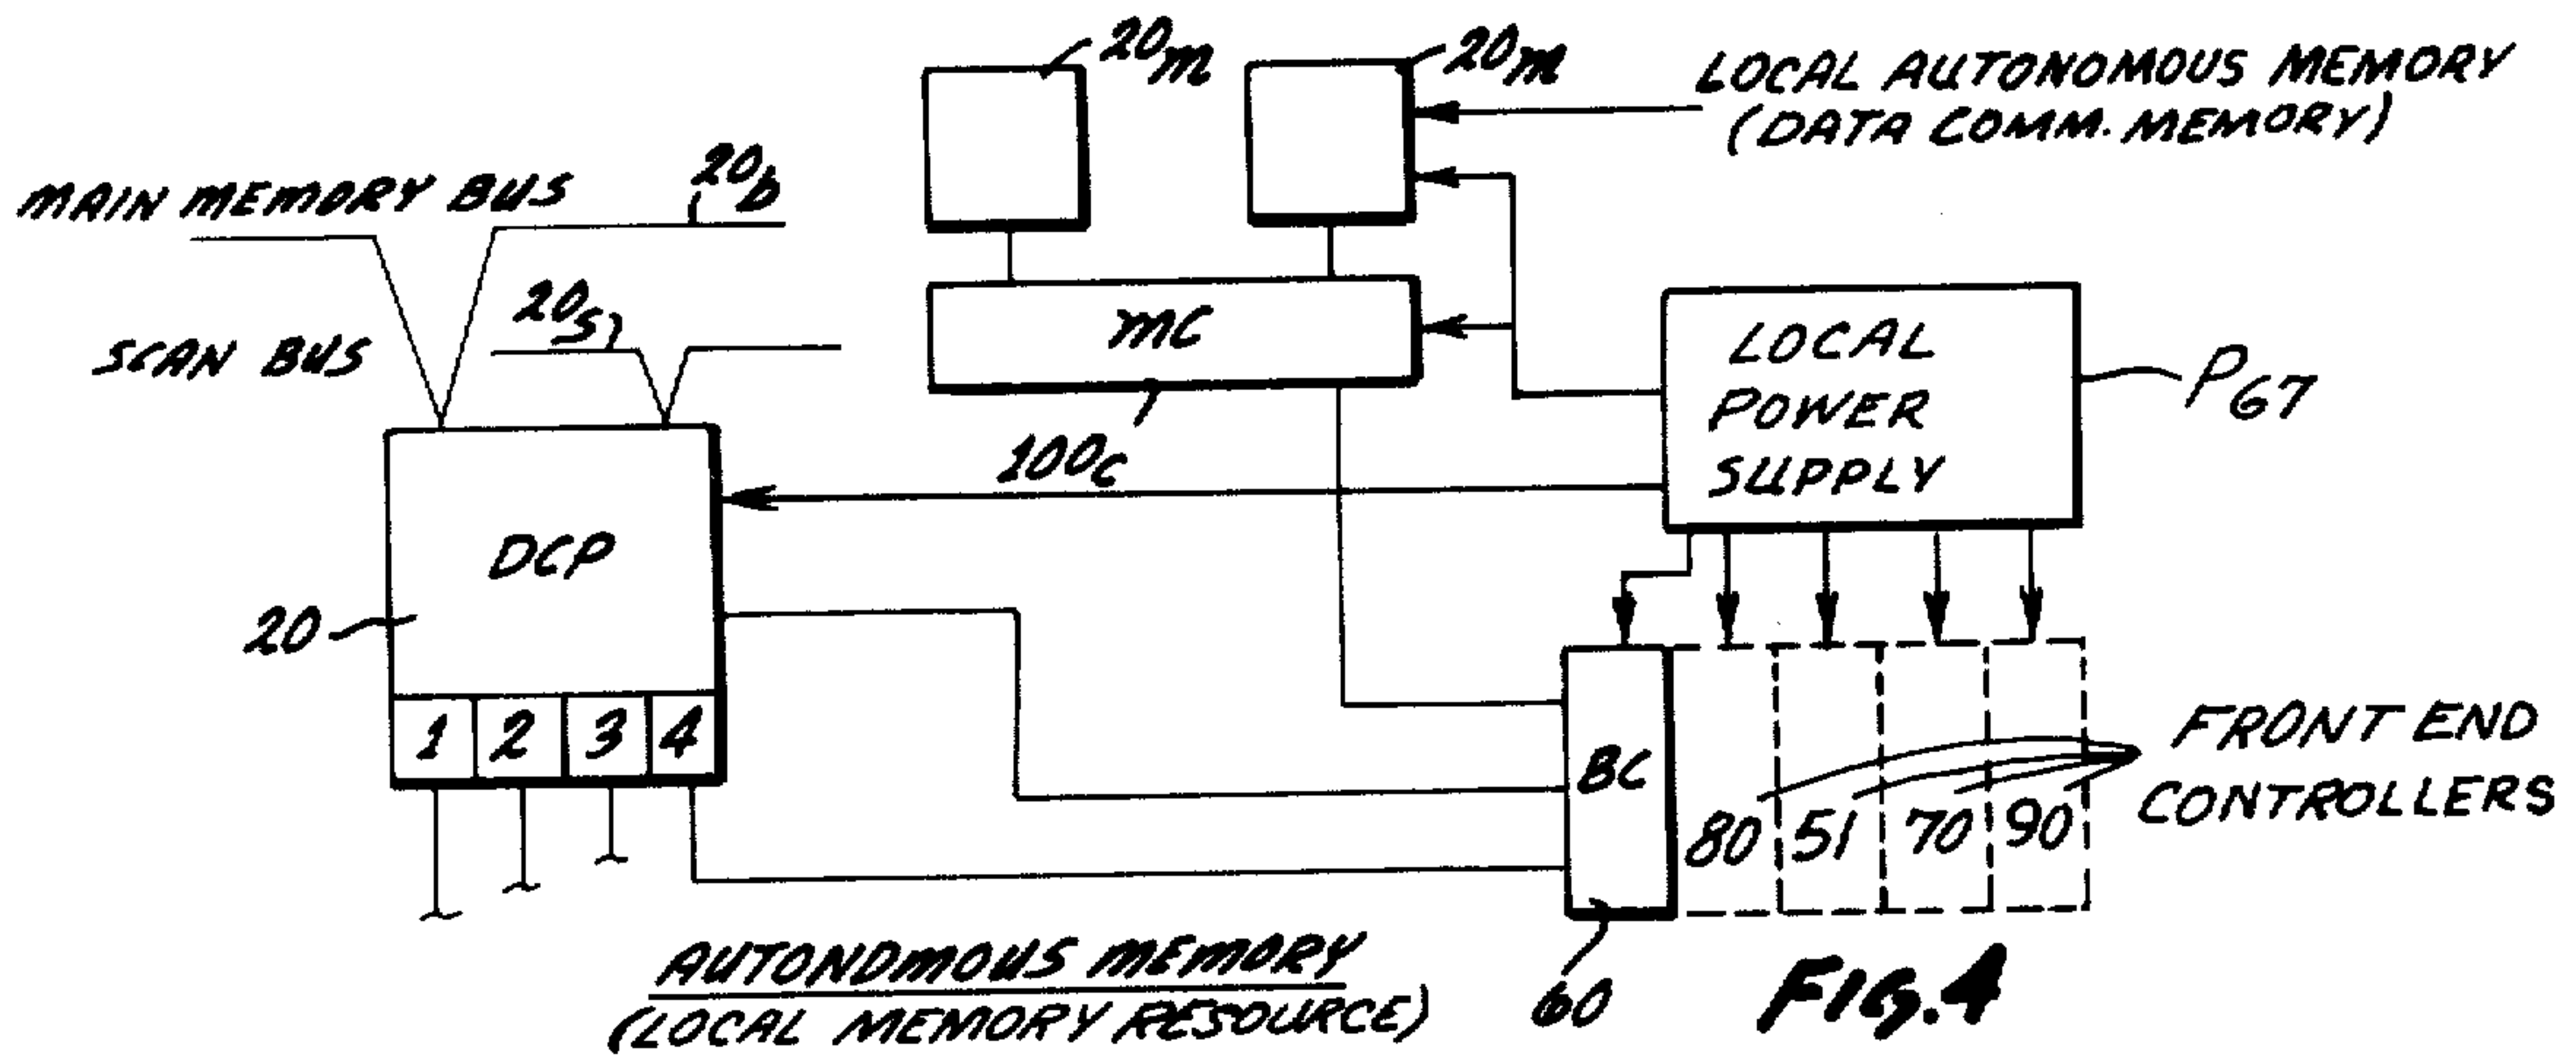 20m
20m
LOCAL AUTONOMOUS MEMORY
(DATA COMM. MEMORY)
MAIN MEMORY BUS
20b
SCAN BUS
20s
MC
100c
LOCAL
POWER
SUPPLY
P67
DCP
20
1 2 3 4
BC
80 51 70 90
FRONT END
CONTROLLERS
60
AUTONOMOUS MEMORY
(LOCAL MEMORY RESOURCE)
FIG. 4